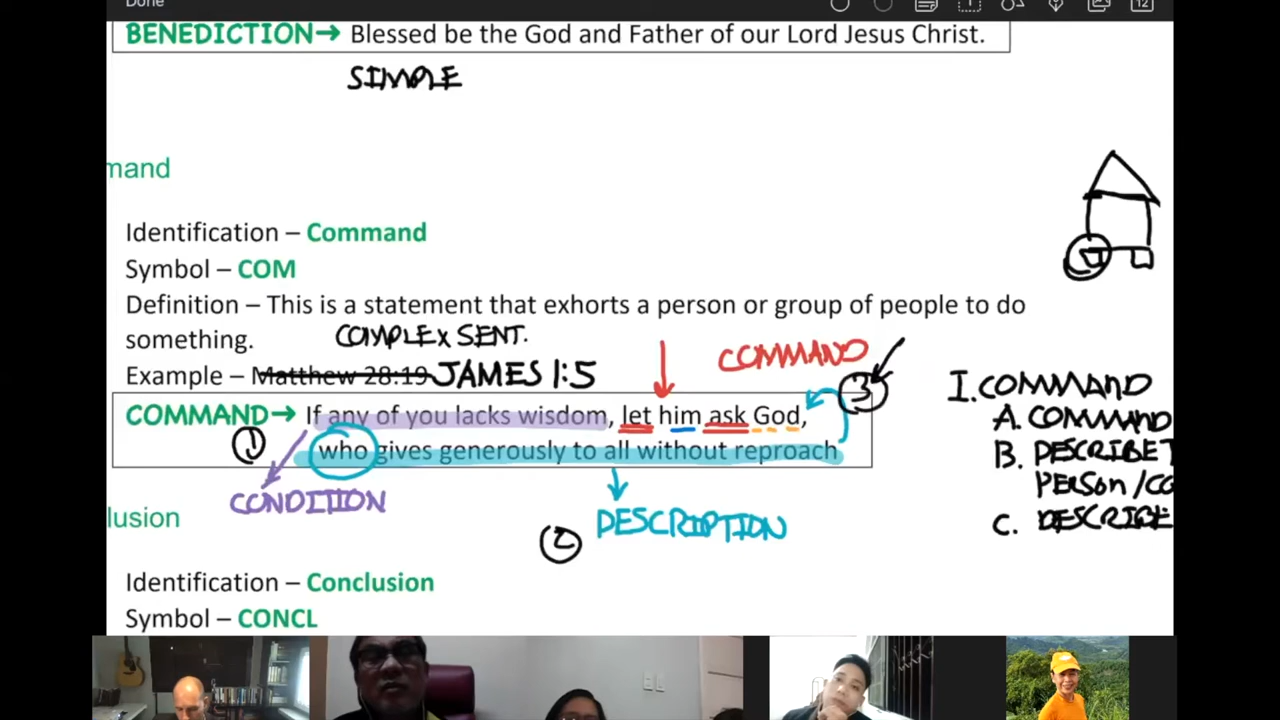 Done
12
BENEDICTION→ Blessed be the God and Father of our Lord Jesus Christ.
SIMPLE
mand
Identification – Command
Symbol – COM
Definition – This is a statement that exhorts a person or group of people to do
something.
COMPLEX SENT.
Example – Matthew 28:19 JAMES 1:5
COMMAND
3
COMMAND→ If any of you lacks wisdom, let him ask God,
1
who gives generously to all without reproach
CONDITION
2
DESCRIPTION
I. COMMAND
A. COMMAND
B. DESCRIBE T
PERSON/CO
C. DESCRIBE
lusion
Identification – Conclusion
Symbol – CONCL